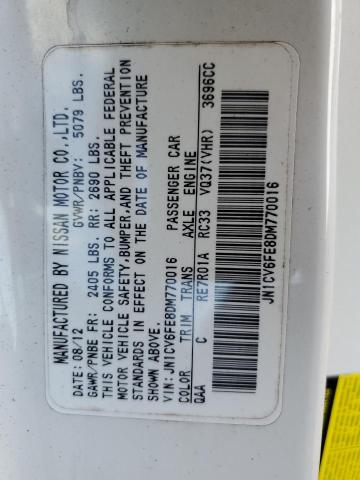 MANUFACTURED BY NISSAN MOTOR CO.,LTD.
DATE: 08/12 GVWR/PNBV: 5079 LBS.
GAWR/PNBE FR: 2405 LBS. RR: 2690 LBS.
THIS VEHICLE CONFORMS TO ALL APPLICABLE FEDERAL
MOTOR VEHICLE SAFETY,BUMPER,AND THEFT PREVENTION
STANDARDS IN EFFECT ON THE DATE OF MANUFACTURE
SHOWN ABOVE.
VIN:JN1CV6FE8DM770016 PASSENGER CAR
COLOR TRIM TRANS AXLE ENGINE
QAA C RE7R01A RC33 VQ37(VHR) 3696CC
JN1CV6FE8DM770016